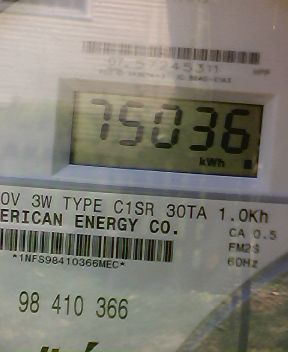 75036
kWh
0V 3W TYPE C1SR 30TA 1.0Kh
ERICAN ENERGY CO.
CA 0.5
FM2S
60Hz
*1NFS98410366MEC*
98 410 366